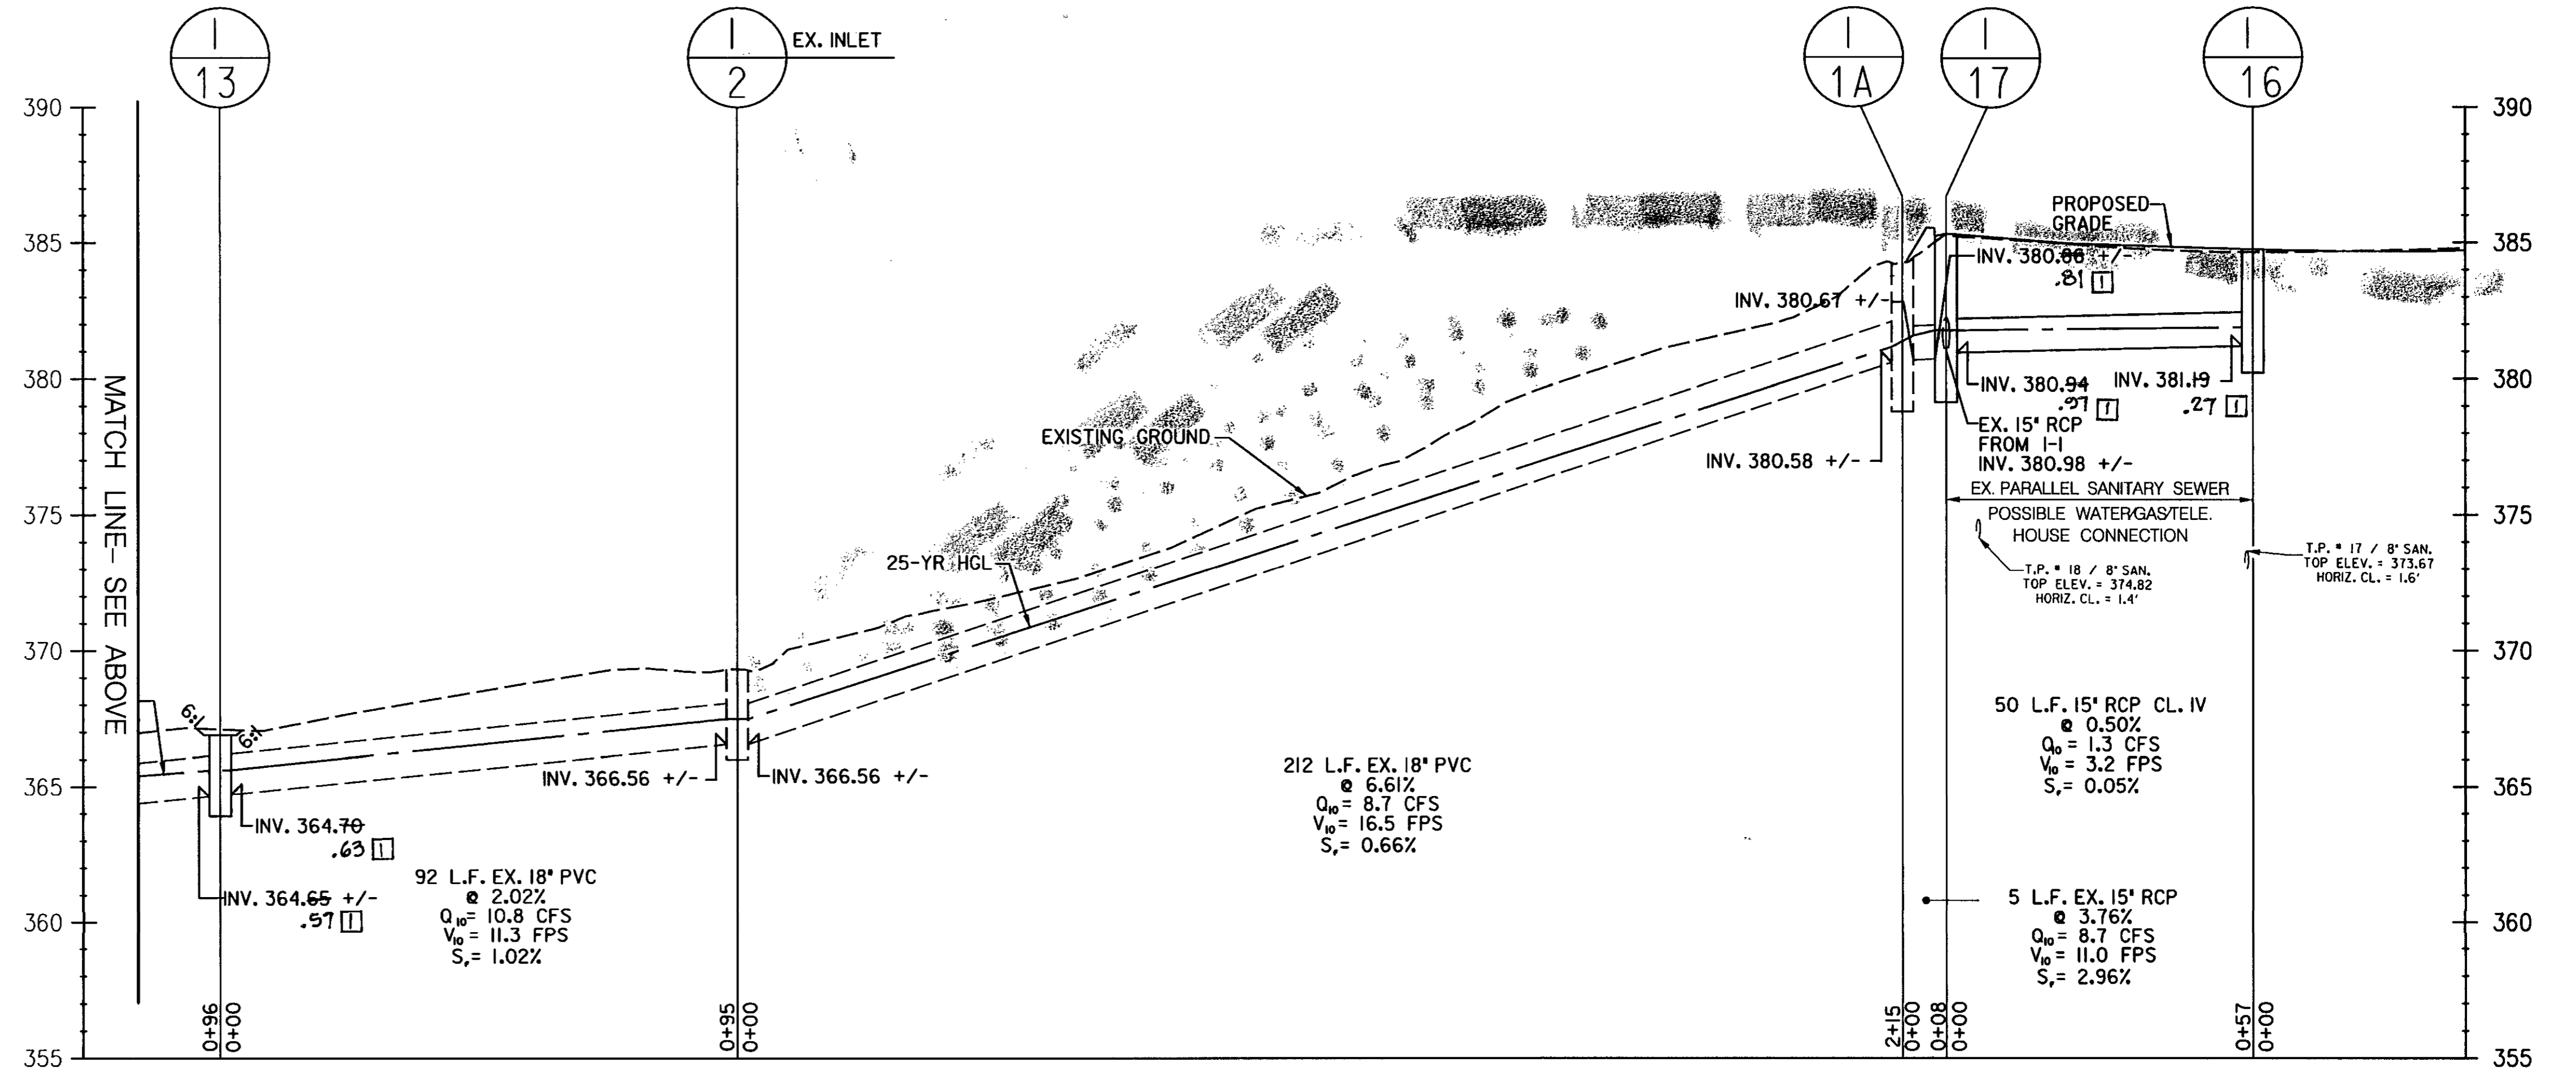 I
13
I
2
EX. INLET
I
1A
I
17
I
16
390
385
380
375
370
365
360
355
390
385
380
375
370
365
360
355
MATCH LINE- SEE ABOVE
PROPOSED
GRADE
INV. 380.86 +/-
.81 1
INV. 380.67 +/-
INV. 380.94
.97 1
INV. 381.19
.27 1
EX. 15" RCP
FROM I-1
INV. 380.98 +/-
EXISTING GROUND
INV. 380.58 +/-
EX. PARALLEL SANITARY SEWER
POSSIBLE WATER/GAS/TELE.
HOUSE CONNECTION
T.P. # 18 / 8" SAN.
TOP ELEV. = 374.82
HORIZ. CL. = 1.4'
T.P. # 17 / 8" SAN.
TOP ELEV. = 373.67
HORIZ. CL. = 1.6'
25-YR HGL
6:1
6:1
INV. 366.56 +/-
INV. 366.56 +/-
INV. 364.70
.63 1
INV. 364.65 +/-
.57 1
92 L.F. EX. 18" PVC
@ 2.02%
Q10= 10.8 CFS
V10= 11.3 FPS
Sf= 1.02%
212 L.F. EX. 18" PVC
@ 6.61%
Q10= 8.7 CFS
V10= 16.5 FPS
Sf= 0.66%
50 L.F. 15" RCP CL. IV
@ 0.50%
Q10= 1.3 CFS
V10= 3.2 FPS
Sf= 0.05%
5 L.F. EX. 15" RCP
@ 3.76%
Q10= 8.7 CFS
V10= 11.0 FPS
Sf= 2.96%
0+96
0+00
0+95
0+00
2+15
0+00
0+08
0+00
0+57
0+00